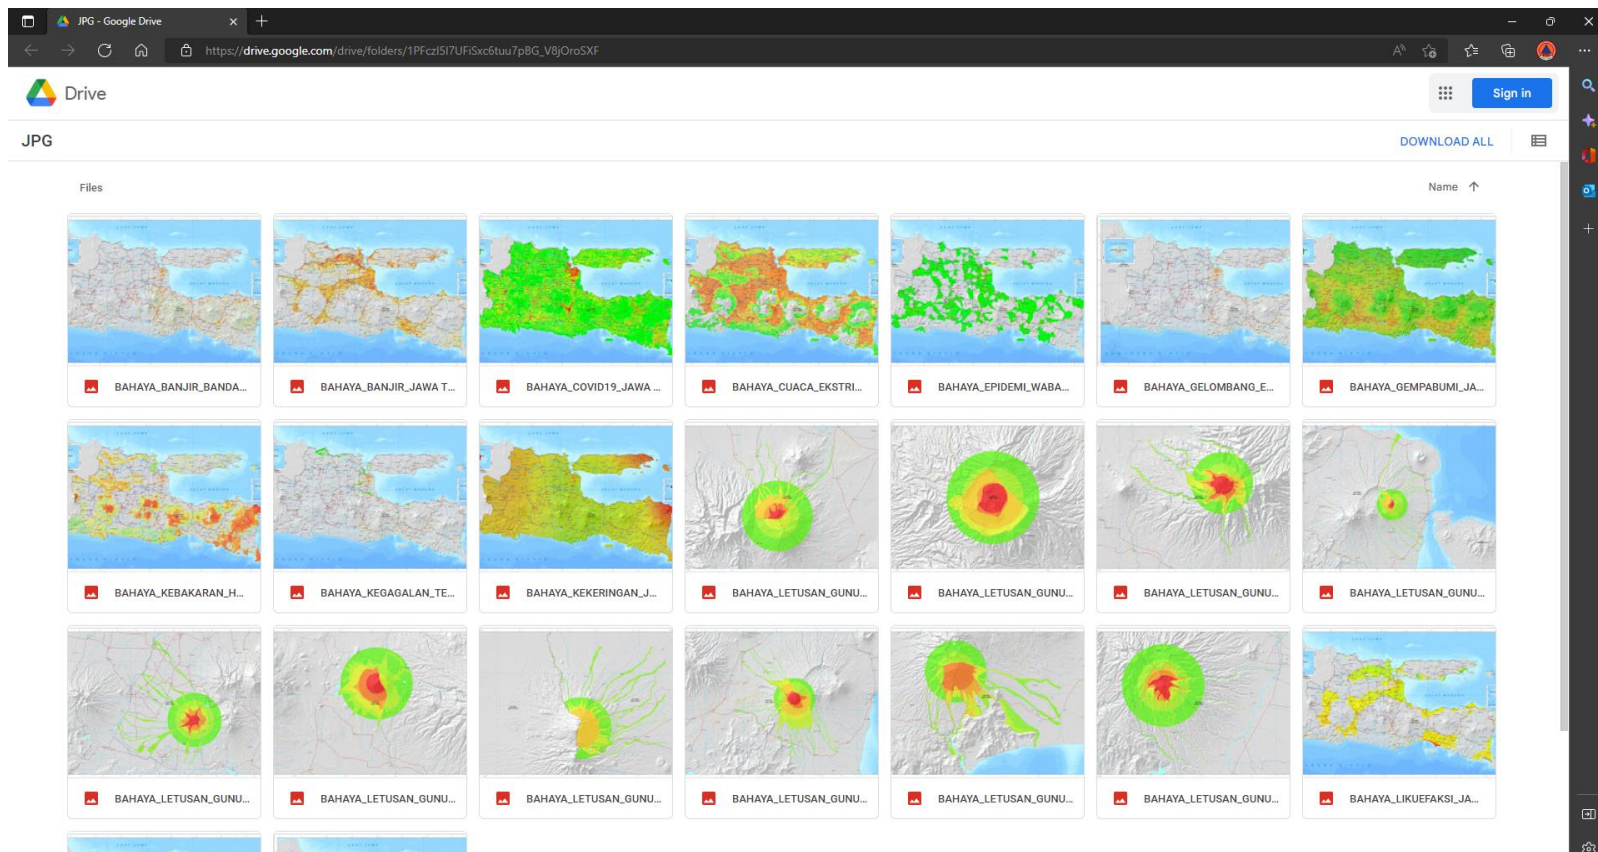 JPG - Google Drive
https://drive.google.com/drive/folders/1PFczI5I7UFiSxc6tuu7pBG_V8jOroSXF
Drive
Sign in
JPG
DOWNLOAD ALL
Files
Name
BAHAYA_BANJIR_BANDA...
BAHAYA_BANJIR_JAWA T...
BAHAYA_COVID19_JAWA ...
BAHAYA_CUACA_EKSTRI...
BAHAYA_EPIDEMI_WABA...
BAHAYA_GELOMBANG_E...
BAHAYA_GEMPABUMI_JA...
BAHAYA_KEBAKARAN_H...
BAHAYA_KEGAGALAN_TE...
BAHAYA_KEKERINGAN_J...
BAHAYA_LETUSAN_GUNU...
BAHAYA_LETUSAN_GUNU...
BAHAYA_LETUSAN_GUNU...
BAHAYA_LETUSAN_GUNU...
BAHAYA_LETUSAN_GUNU...
BAHAYA_LETUSAN_GUNU...
BAHAYA_LETUSAN_GUNU...
BAHAYA_LETUSAN_GUNU...
BAHAYA_LETUSAN_GUNU...
BAHAYA_LETUSAN_GUNU...
BAHAYA_LIKUEFAKSI_JA...